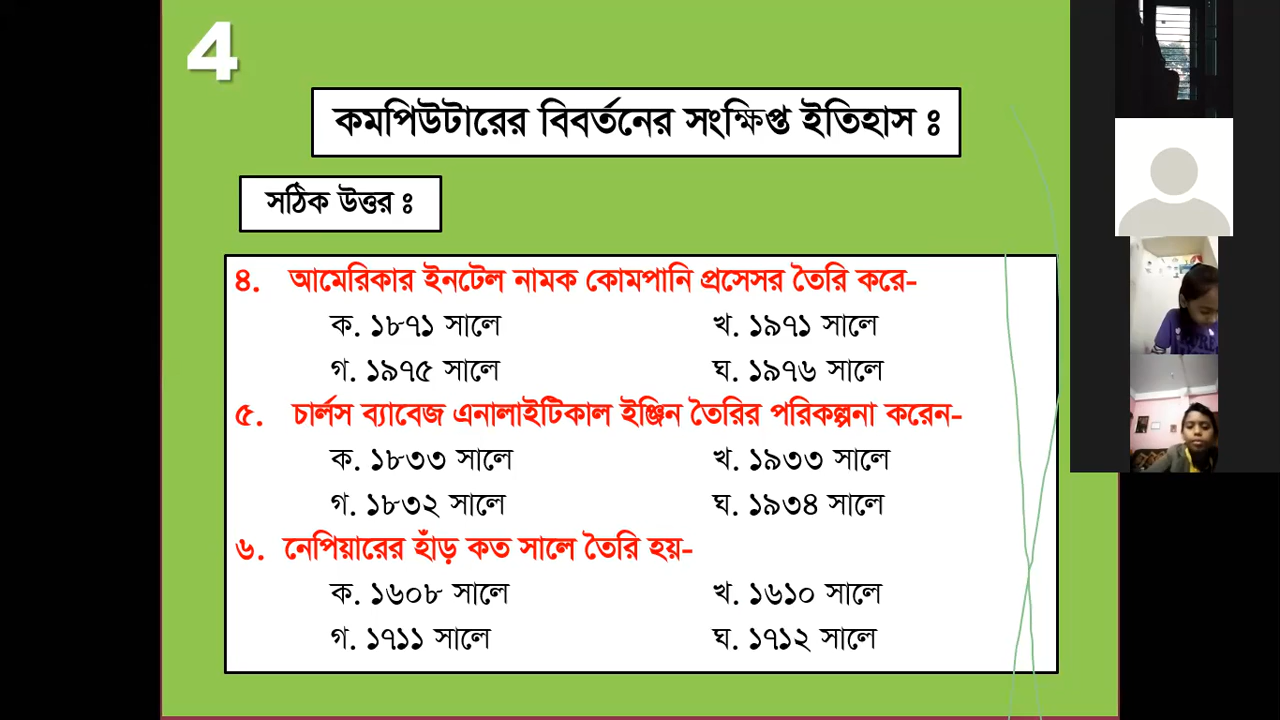 4
কমপিউটারের বিবর্তনের সংক্ষিপ্ত ইতিহাস ঃ
সঠিক উত্তর ঃ
৪. আমেরিকার ইনটেল নামক কোমপানি প্রসেসর তৈরি করে-
ক. ১৮৭১ সালে খ. ১৯৭১ সালে
গ. ১৯৭৫ সালে ঘ. ১৯৭৬ সালে
৫. চার্লস ব্যাবেজ এনালাইটিকাল ইঞ্জিন তৈরির পরিকল্পনা করেন-
ক. ১৮৩৩ সালে খ. ১৯৩৩ সালে
গ. ১৮৩২ সালে ঘ. ১৯৩৪ সালে
৬. নেপিয়ারের হাঁড় কত সালে তৈরি হয়-
ক. ১৬০৮ সালে খ. ১৬১০ সালে
গ. ১৭১১ সালে ঘ. ১৭১২ সালে